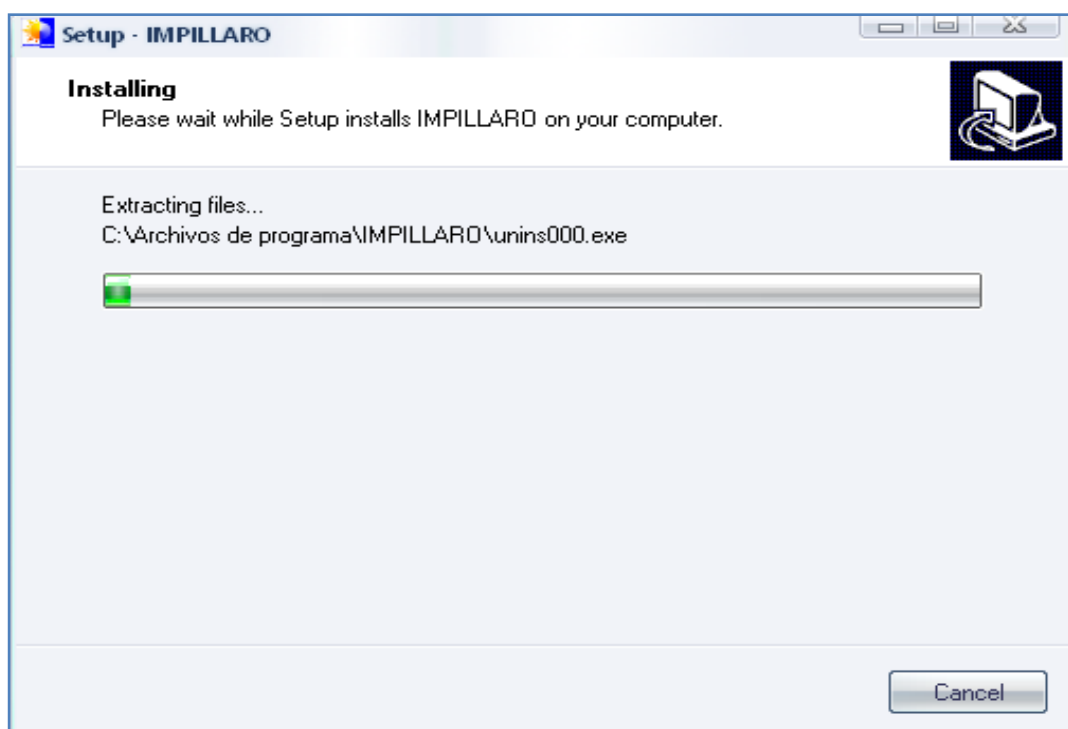 Setup - IMPILLARO
Installing
Please wait while Setup installs IMPILLARO on your computer.
Extracting files...
C:\Archivos de programa\IMPILLARO\unins000.exe
Cancel